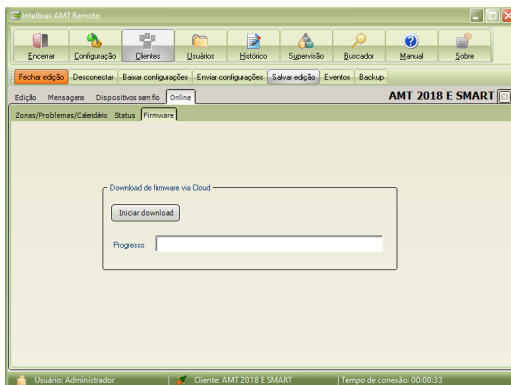 Intelbras AMT Remoto
Encerrar Configuração Clientes Usuários Histórico Supervisão Buscador Manual Sobre
Fechar edição Desconectar Baixar configurações Enviar configurações Salvar edição Eventos Backup
Edição Mensagens Dispositivos sem fio Online AMT 2018 E SMART
Zonas/Problemas/Calendário Status Firmware
Download de firmware via Cloud
Iniciar download
Progresso
Usuário: Administrador Cliente: AMT 2018 E SMART Tempo de conexão: 00:00:33